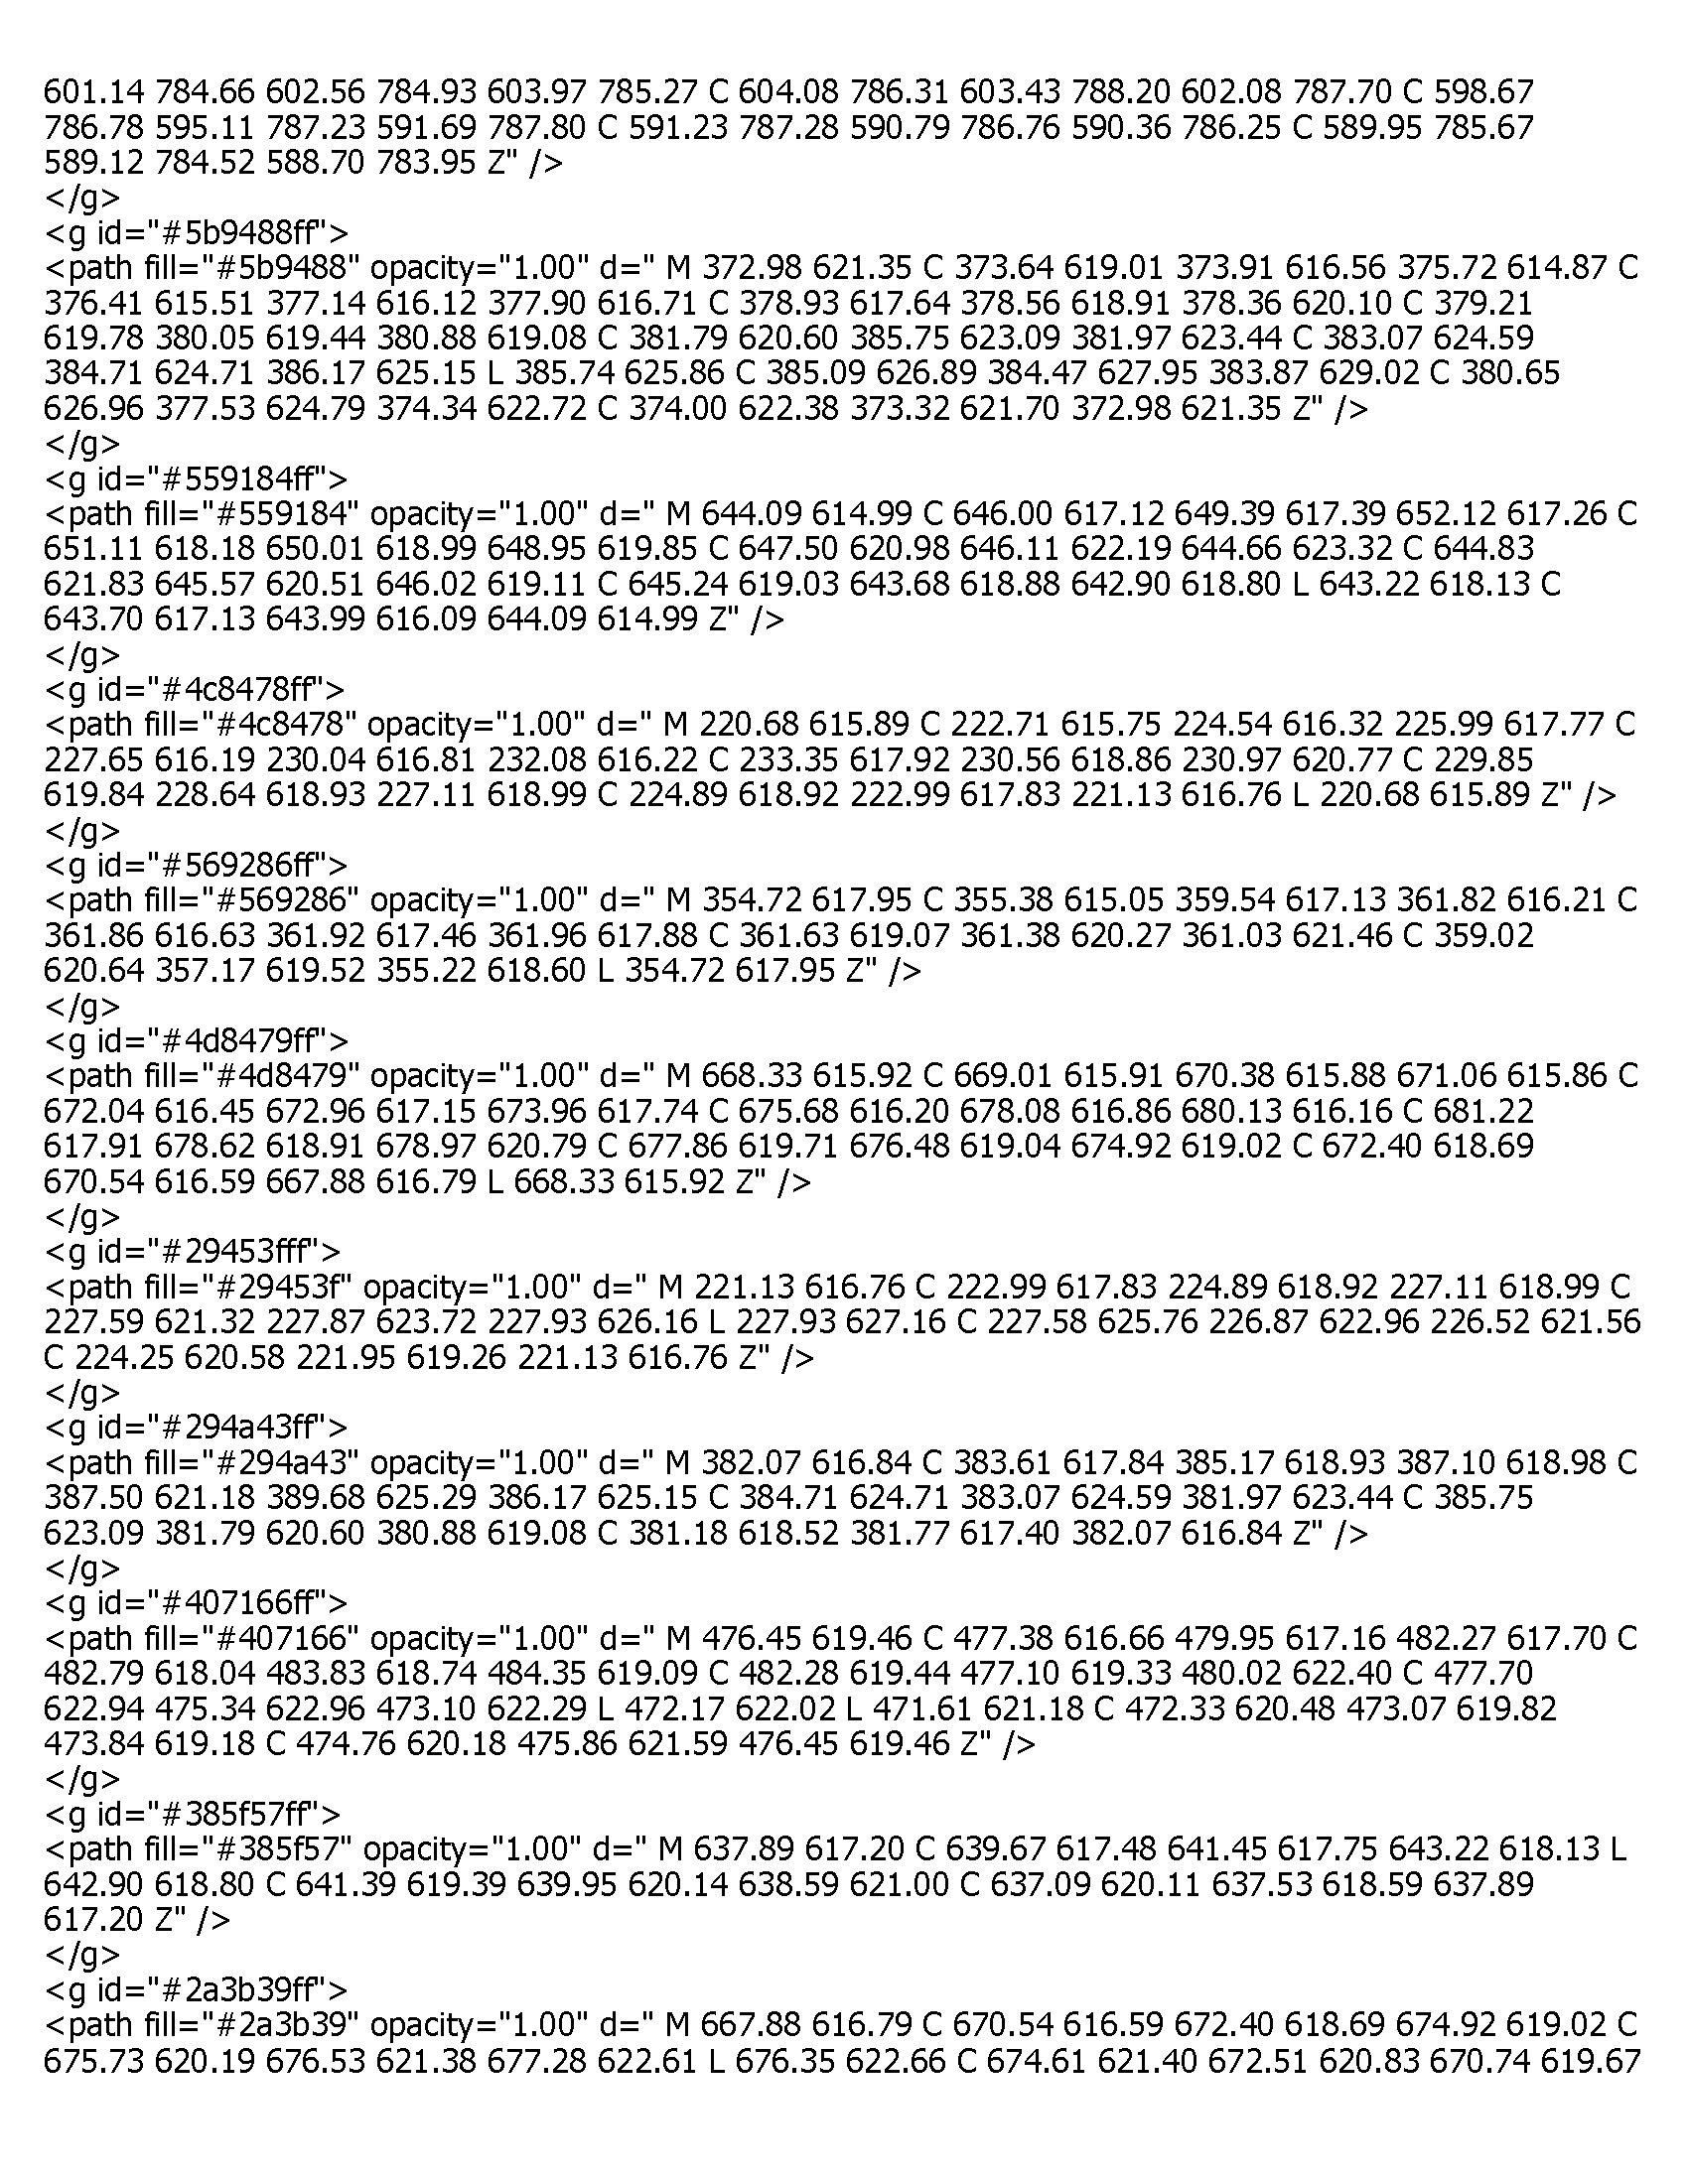 601.14 784.66 602.56 784.93 603.97 785.27 C 604.08 786.31 603.43 788.20 602.08 787.70 C 598.67
786.78 595.11 787.23 591.69 787.80 C 591.23 787.28 590.79 786.76 590.36 786.25 C 589.95 785.67
589.12 784.52 588.70 783.95 Z" />
</g>
<g id="#5b9488ff">
<path fill="#5b9488" opacity="1.00" d=" M 372.98 621.35 C 373.64 619.01 373.91 616.56 375.72 614.87 C
376.41 615.51 377.14 616.12 377.90 616.71 C 378.93 617.64 378.56 618.91 378.36 620.10 C 379.21
619.78 380.05 619.44 380.88 619.08 C 381.79 620.60 385.75 623.09 381.97 623.44 C 383.07 624.59
384.71 624.71 386.17 625.15 L 385.74 625.86 C 385.09 626.89 384.47 627.95 383.87 629.02 C 380.65
626.96 377.53 624.79 374.34 622.72 C 374.00 622.38 373.32 621.70 372.98 621.35 Z" />
</g>
<g id="#559184ff">
<path fill="#559184" opacity="1.00" d=" M 644.09 614.99 C 646.00 617.12 649.39 617.39 652.12 617.26 C
651.11 618.18 650.01 618.99 648.95 619.85 C 647.50 620.98 646.11 622.19 644.66 623.32 C 644.83
621.83 645.57 620.51 646.02 619.11 C 645.24 619.03 643.68 618.88 642.90 618.80 L 643.22 618.13 C
643.70 617.13 643.99 616.09 644.09 614.99 Z" />
</g>
<g id="#4c8478ff">
<path fill="#4c8478" opacity="1.00" d=" M 220.68 615.89 C 222.71 615.75 224.54 616.32 225.99 617.77 C
227.65 616.19 230.04 616.81 232.08 616.22 C 233.35 617.92 230.56 618.86 230.97 620.77 C 229.85
619.84 228.64 618.93 227.11 618.99 C 224.89 618.92 222.99 617.83 221.13 616.76 L 220.68 615.89 Z" />
</g>
<g id="#569286ff">
<path fill="#569286" opacity="1.00" d=" M 354.72 617.95 C 355.38 615.05 359.54 617.13 361.82 616.21 C
361.86 616.63 361.92 617.46 361.96 617.88 C 361.63 619.07 361.38 620.27 361.03 621.46 C 359.02
620.64 357.17 619.52 355.22 618.60 L 354.72 617.95 Z" />
</g>
<g id="#4d8479ff">
<path fill="#4d8479" opacity="1.00" d=" M 668.33 615.92 C 669.01 615.91 670.38 615.88 671.06 615.86 C
672.04 616.45 672.96 617.15 673.96 617.74 C 675.68 616.20 678.08 616.86 680.13 616.16 C 681.22
617.91 678.62 618.91 678.97 620.79 C 677.86 619.71 676.48 619.04 674.92 619.02 C 672.40 618.69
670.54 616.59 667.88 616.79 L 668.33 615.92 Z" />
</g>
<g id="#29453fff">
<path fill="#29453f" opacity="1.00" d=" M 221.13 616.76 C 222.99 617.83 224.89 618.92 227.11 618.99 C
227.59 621.32 227.87 623.72 227.93 626.16 L 227.93 627.16 C 227.58 625.76 226.87 622.96 226.52 621.56
C 224.25 620.58 221.95 619.26 221.13 616.76 Z" />
</g>
<g id="#294a43ff">
<path fill="#294a43" opacity="1.00" d=" M 382.07 616.84 C 383.61 617.84 385.17 618.93 387.10 618.98 C
387.50 621.18 389.68 625.29 386.17 625.15 C 384.71 624.71 383.07 624.59 381.97 623.44 C 385.75
623.09 381.79 620.60 380.88 619.08 C 381.18 618.52 381.77 617.40 382.07 616.84 Z" />
</g>
<g id="#407166ff">
<path fill="#407166" opacity="1.00" d=" M 476.45 619.46 C 477.38 616.66 479.95 617.16 482.27 617.70 C
482.79 618.04 483.83 618.74 484.35 619.09 C 482.28 619.44 477.10 619.33 480.02 622.40 C 477.70
622.94 475.34 622.96 473.10 622.29 L 472.17 622.02 L 471.61 621.18 C 472.33 620.48 473.07 619.82
473.84 619.18 C 474.76 620.18 475.86 621.59 476.45 619.46 Z" />
</g>
<g id="#385f57ff">
<path fill="#385f57" opacity="1.00" d=" M 637.89 617.20 C 639.67 617.48 641.45 617.75 643.22 618.13 L
642.90 618.80 C 641.39 619.39 639.95 620.14 638.59 621.00 C 637.09 620.11 637.53 618.59 637.89
617.20 Z" />
</g>
<g id="#2a3b39ff">
<path fill="#2a3b39" opacity="1.00" d=" M 667.88 616.79 C 670.54 616.59 672.40 618.69 674.92 619.02 C
675.73 620.19 676.53 621.38 677.28 622.61 L 676.35 622.66 C 674.61 621.40 672.51 620.83 670.74 619.67